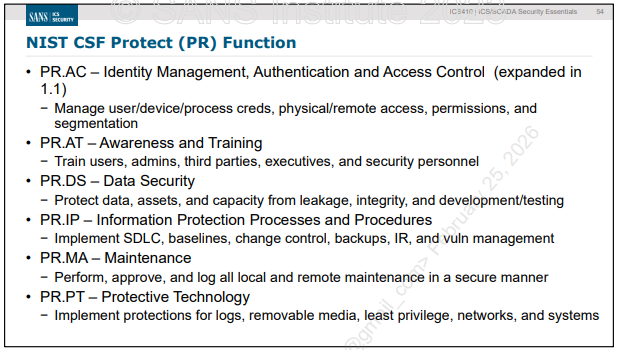 © SANS Institute 2026
SANS ICS SECURITY
ICS410 | ICS/SCADA Security Essentials 54
NIST CSF Protect (PR) Function
• PR.AC – Identity Management, Authentication and Access Control (expanded in
1.1)
– Manage user/device/process creds, physical/remote access, permissions, and
segmentation
• PR.AT – Awareness and Training
– Train users, admins, third parties, executives, and security personnel
• PR.DS – Data Security
– Protect data, assets, and capacity from leakage, integrity, and development/testing
• PR.IP – Information Protection Processes and Procedures
– Implement SDLC, baselines, change control, backups, IR, and vuln management
• PR.MA – Maintenance
– Perform, approve, and log all local and remote maintenance in a secure manner
• PR.PT – Protective Technology
– Implement protections for logs, removable media, least privilege, networks, and systems
@gmail_com> February 25, 2026